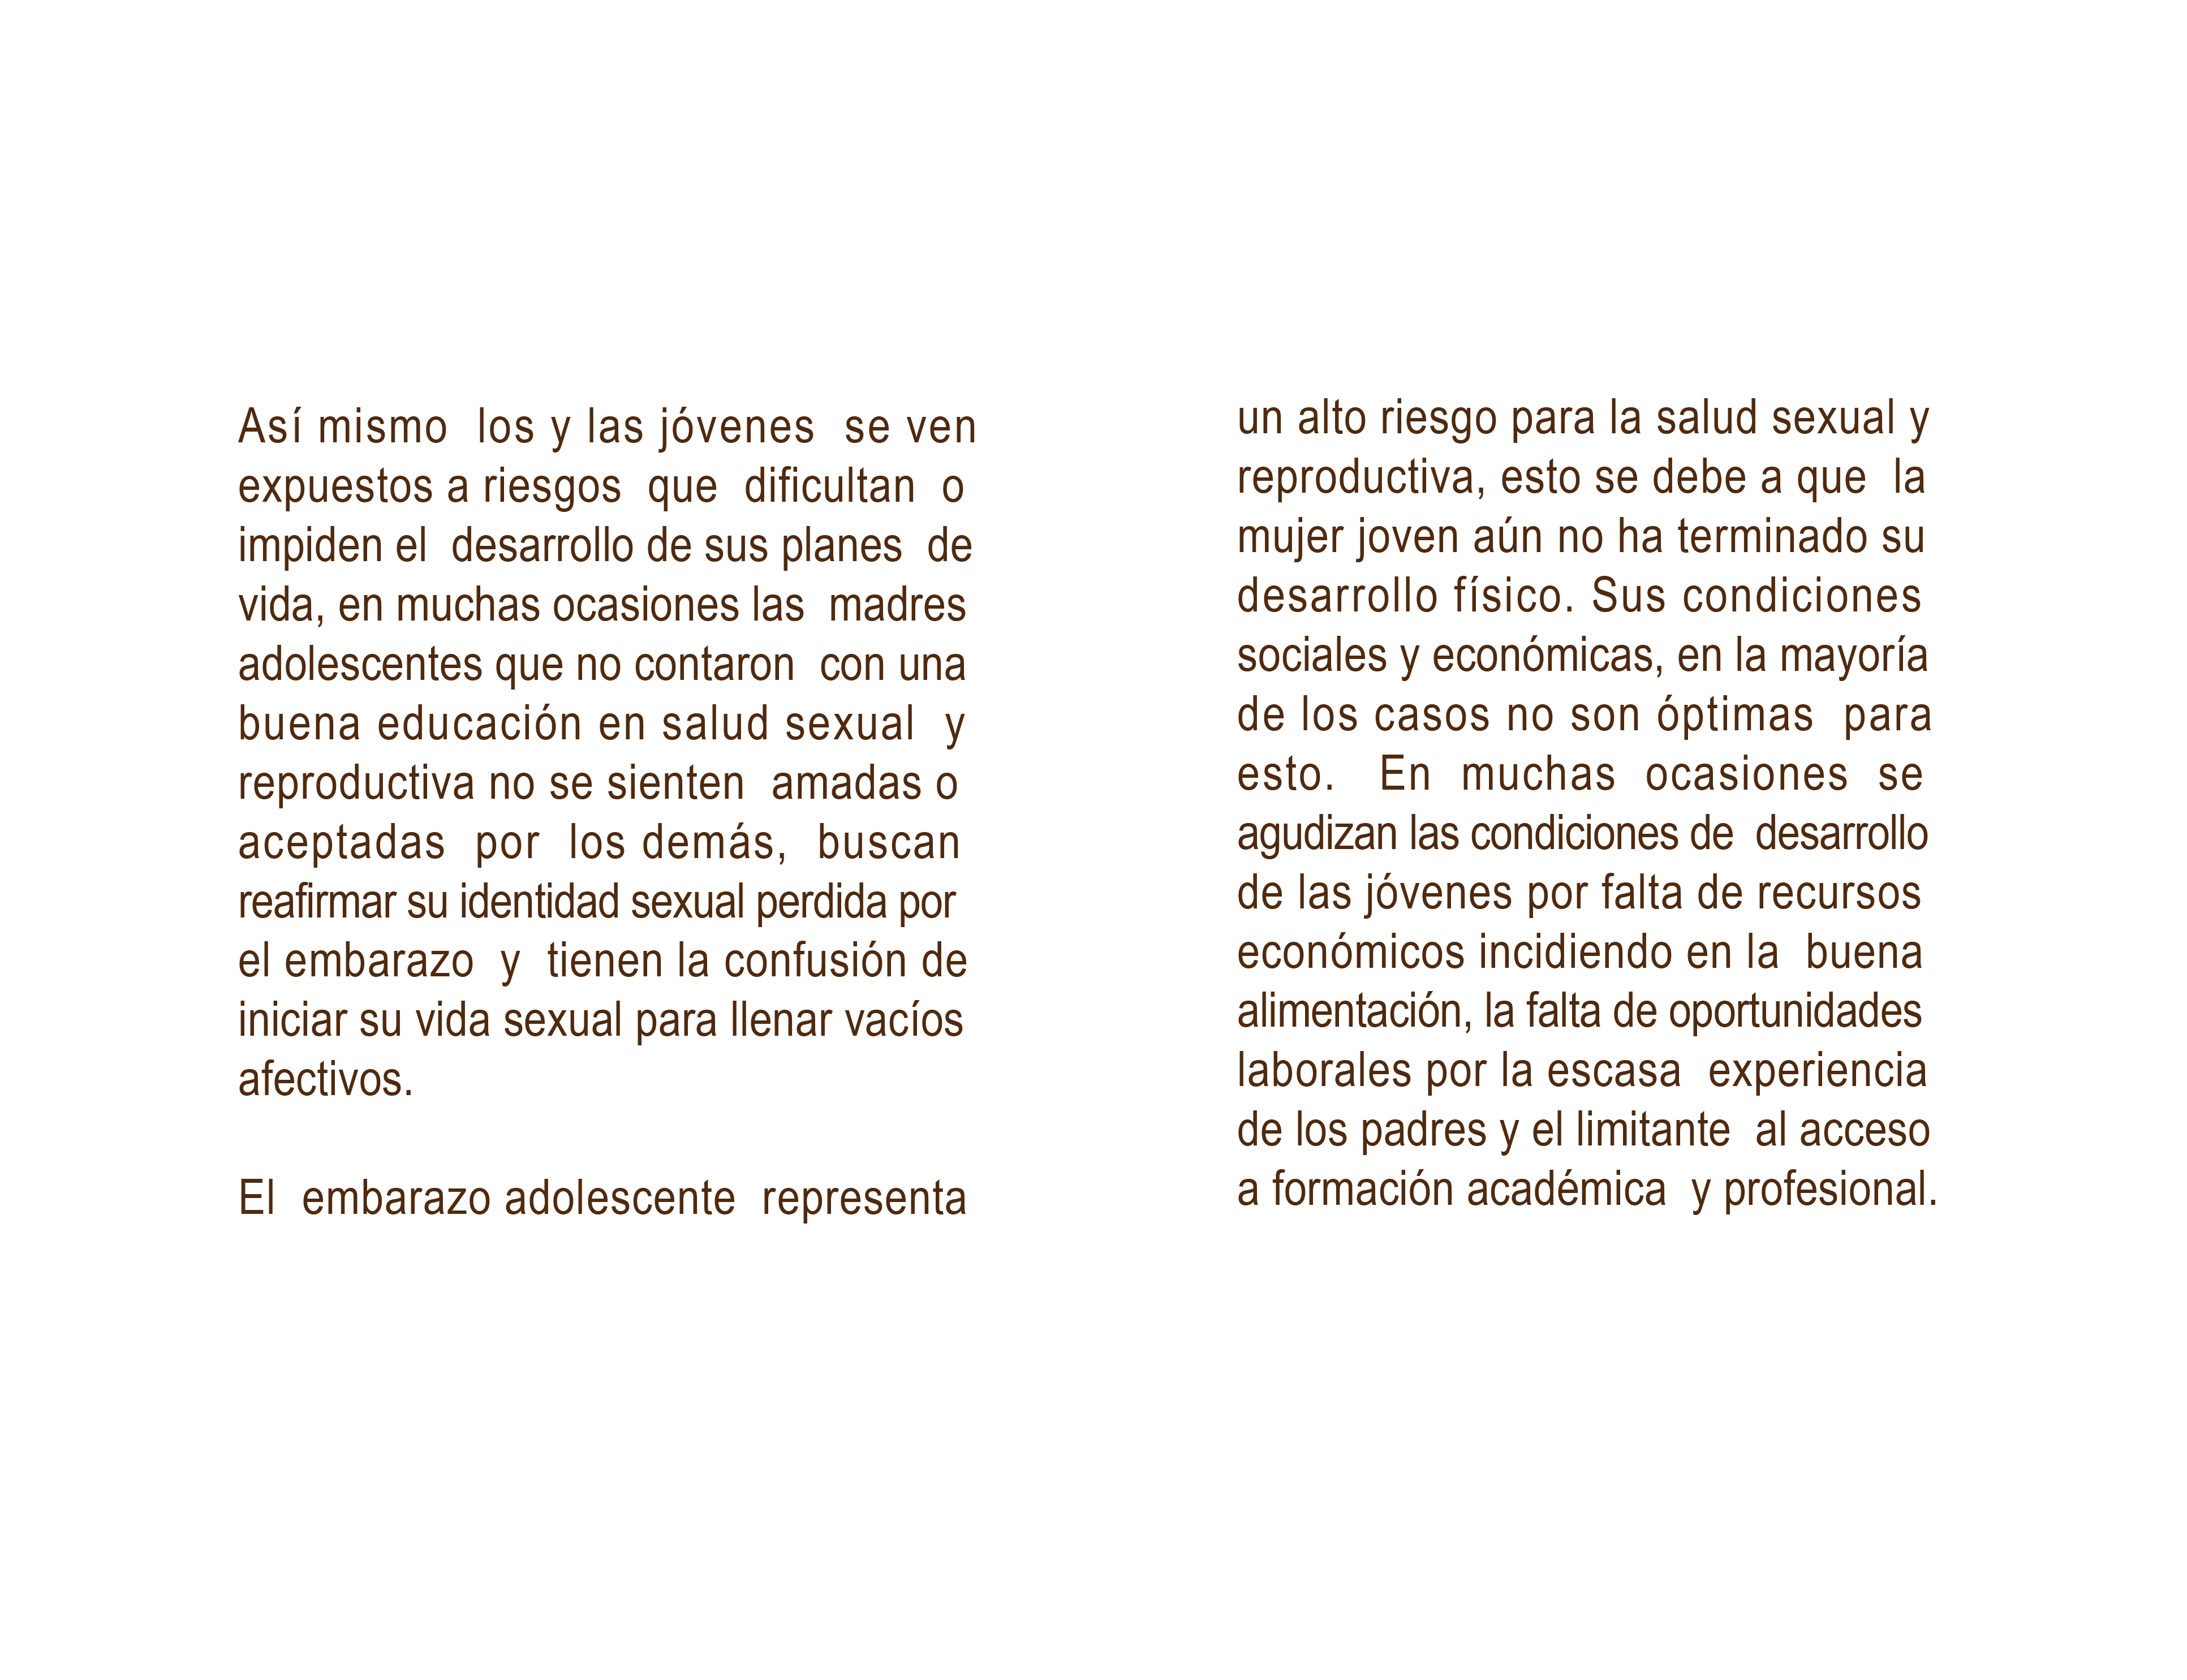 Así mismo los y las jóvenes se ven
expuestos a riesgos que dificultan o
impiden el desarrollo de sus planes de
vida, en muchas ocasiones las madres
adolescentes que no contaron con una
buena educación en salud sexual y
reproductiva no se sienten amadas o
aceptadas por los demás, buscan
reafirmar su identidad sexual perdida por
el embarazo y tienen la confusión de
iniciar su vida sexual para llenar vacíos
afectivos.
El embarazo adolescente representa
un alto riesgo para la salud sexual y
reproductiva, esto se debe a que la
mujer joven aún no ha terminado su
desarrollo físico. Sus condiciones
sociales y económicas, en la mayoría
de los casos no son óptimas para
esto. En muchas ocasiones se
agudizan las condiciones de desarrollo
de las jóvenes por falta de recursos
económicos incidiendo en la buena
alimentación, la falta de oportunidades
laborales por la escasa experiencia
de los padres y el limitante al acceso
a formación académica y profesional.